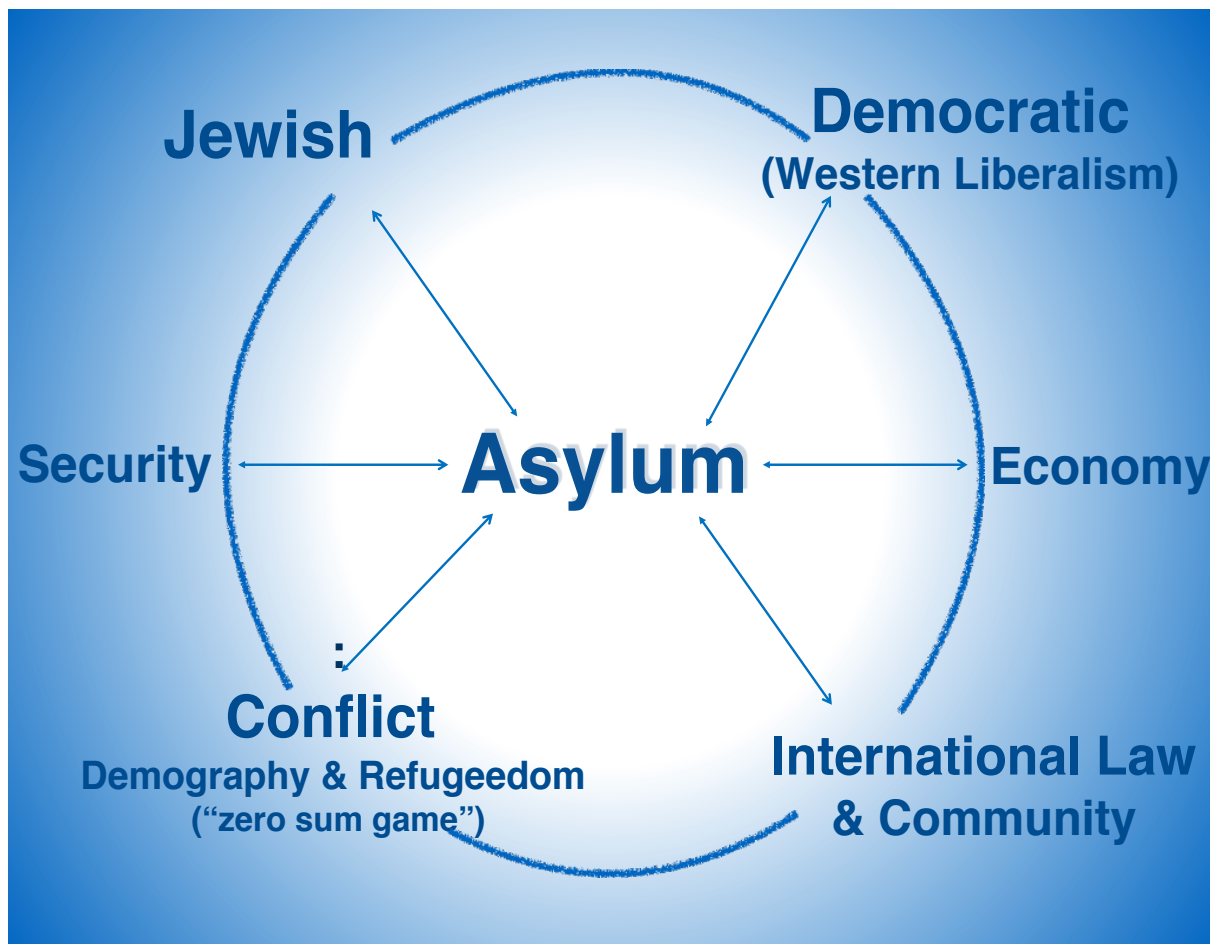 Jewish
Democratic
(Western Liberalism)
Security
Asylum
Economy
:
Conflict
Demography & Refugeedom
(“zero sum game”)
International Law
& Community